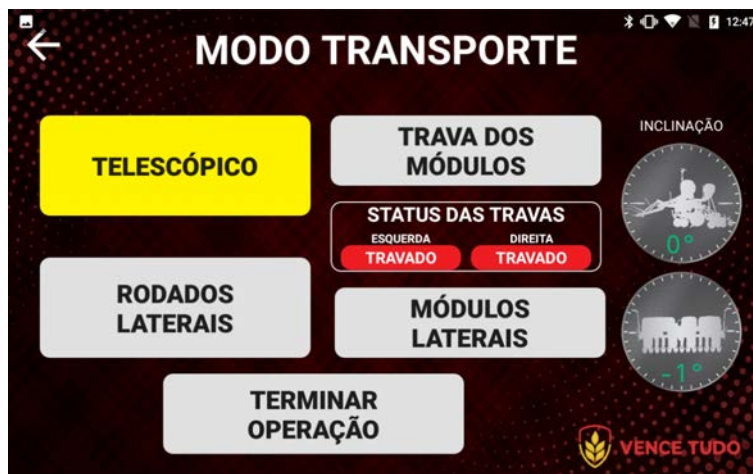 12:47
MODO TRANSPORTE
TELESCÓPICO
TRAVA DOS
MÓDULOS
INCLINAÇÃO
STATUS DAS TRAVAS
ESQUERDA DIREITA
TRAVADO TRAVADO
0°
RODADOS
LATERAIS
MÓDULOS
LATERAIS
-1°
TERMINAR
OPERAÇÃO
VENCE TUDO